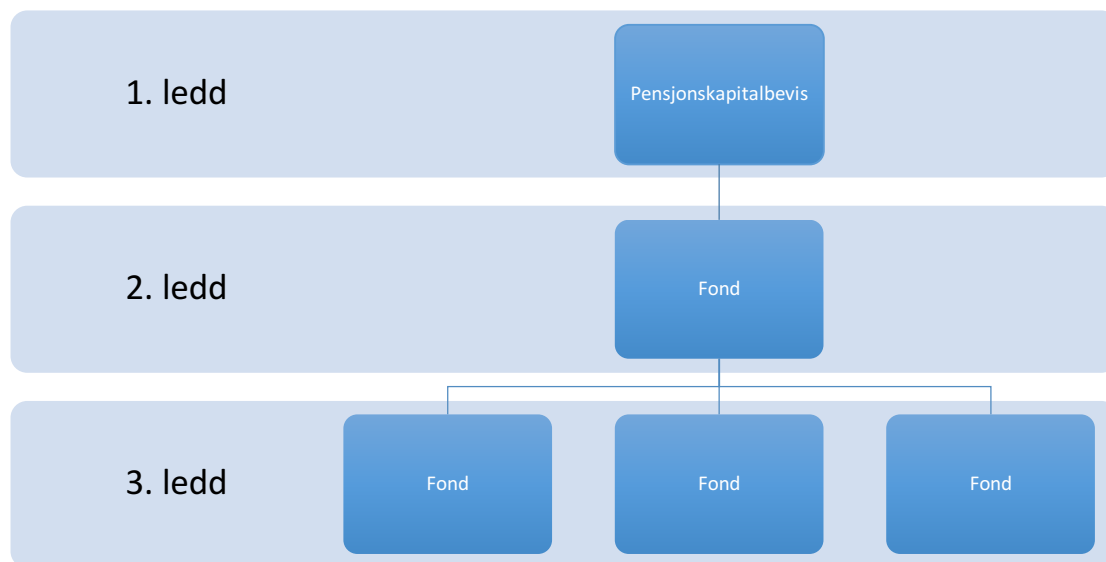 1. ledd
Pensjonskapitalbevis
2. ledd
Fond
3. ledd
Fond
Fond
Fond